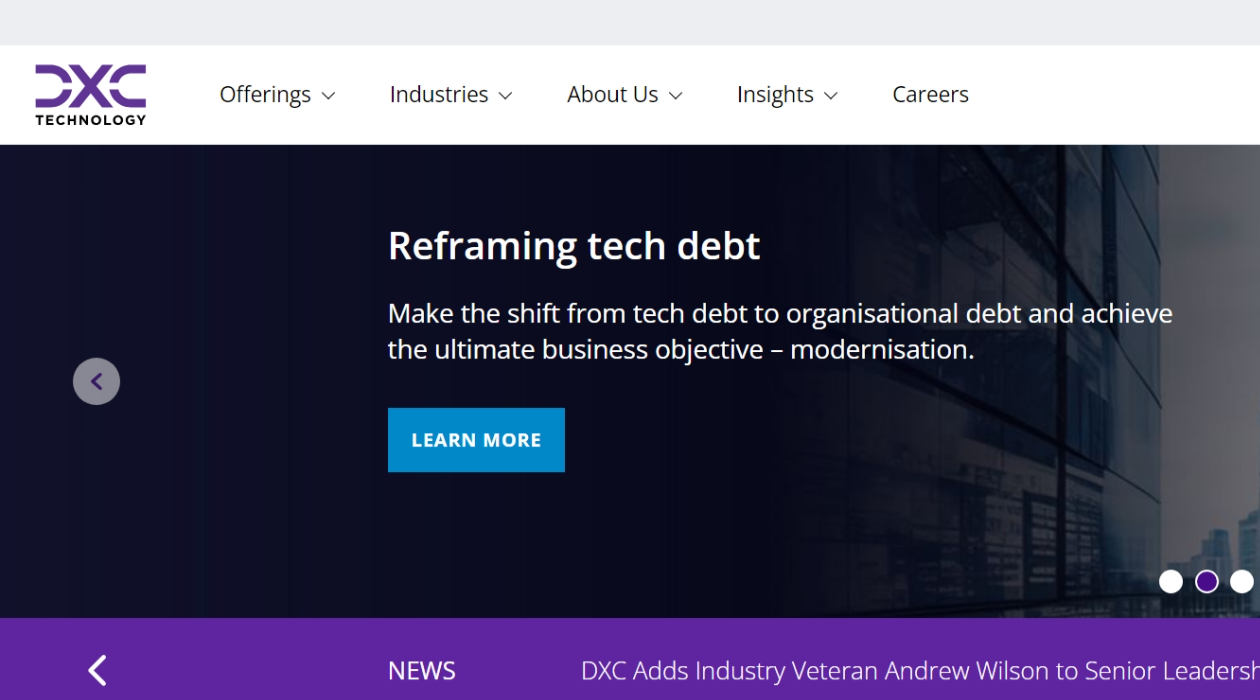 DXC
TECHNOLOGY
Offerings
Industries
About Us
Insights
Careers
Reframing tech debt
Make the shift from tech debt to organisational debt and achieve
the ultimate business objective – modernisation.
LEARN MORE
NEWS
DXC Adds Industry Veteran Andrew Wilson to Senior